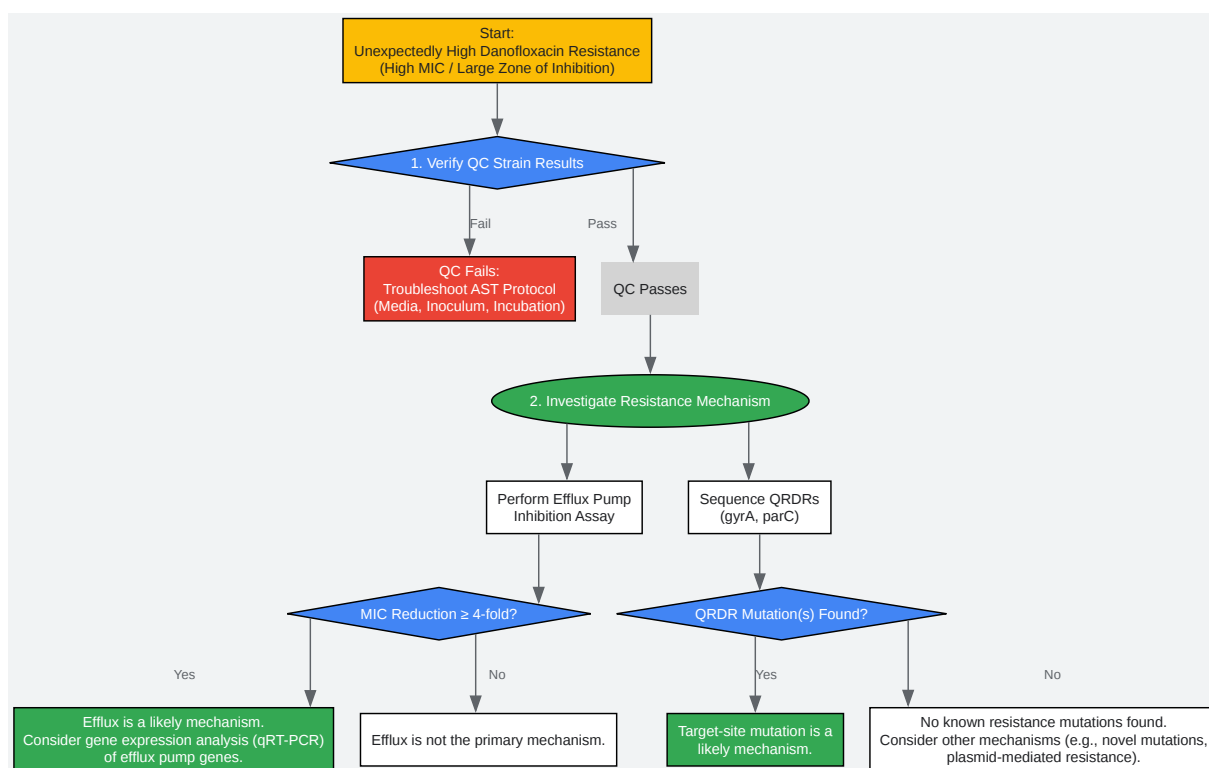 Start:
Unexpectedly High Danofloxacin Resistance
(High MIC / Large Zone of Inhibition)
1. Verify QC Strain Results
Fail
Pass
QC Fails:
Troubleshoot AST Protocol
(Media, Inoculum, Incubation)
QC Passes
2. Investigate Resistance Mechanism
Perform Efflux Pump
Inhibition Assay
Sequence QRDRs
(gyrA, parC)
MIC Reduction ≥ 4-fold?
QRDR Mutation(s) Found?
Yes
No
Yes
No
Efflux is a likely mechanism.
Consider gene expression analysis (qRT-PCR)
of efflux pump genes.
Efflux is not the primary mechanism.
Target-site mutation is a
likely mechanism.
No known resistance mutations found.
Consider other mechanisms (e.g., novel mutations,
plasmid-mediated resistance).